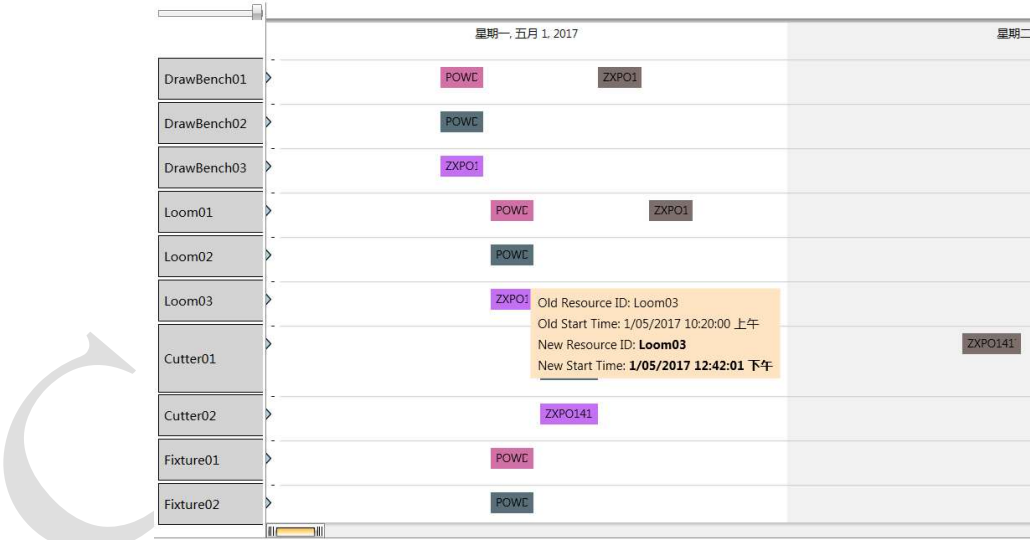 星期一, 五月 1, 2017
星期二
DrawBench01
POWD
ZXPO1
DrawBench02
POWD
DrawBench03
ZXPO1
Loom01
POWD
ZXPO1
Loom02
POWD
Loom03
ZXPO1
Old Resource ID: Loom03
Old Start Time: 1/05/2017 10:20:00 上午
New Resource ID: Loom03
New Start Time: 1/05/2017 12:42:01 下午
Cutter01
ZXPO141
Cutter02
ZXPO141
Fixture01
POWD
Fixture02
POWD